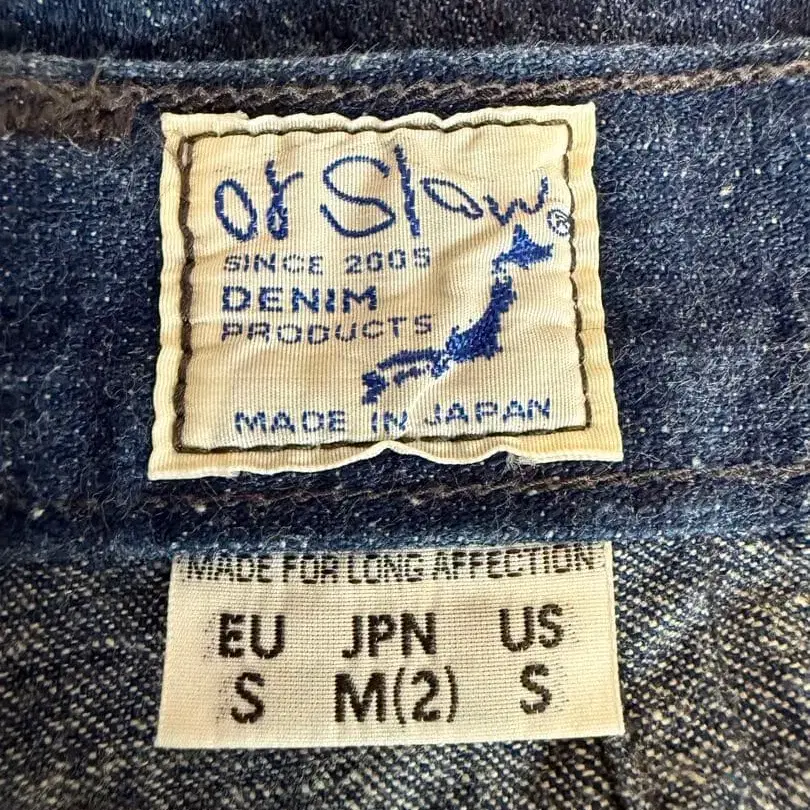 or Slow®
SINCE 2005
DENIM
PRODUCTS
MADE IN JAPAN
MADE FOR LONG AFFECTION
EU JPN US
S M(2) S